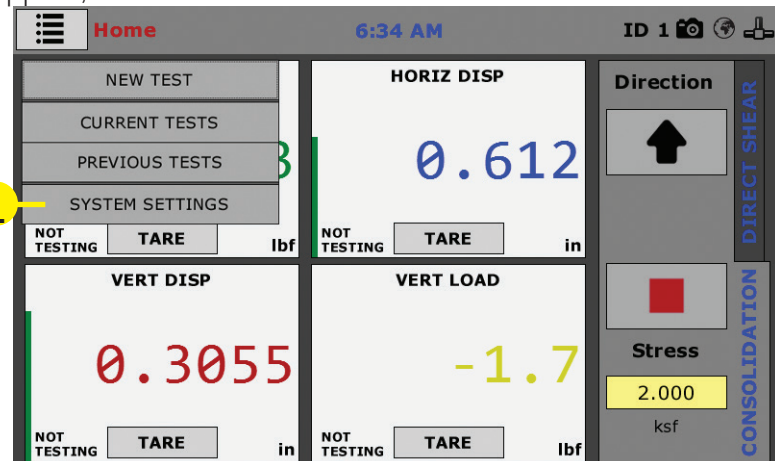 Home 6:34 AM ID 1
NEW TEST
CURRENT TESTS
PREVIOUS TESTS
SYSTEM SETTINGS
NOT TESTING TARE lbf
HORIZ DISP
0.612
NOT TESTING TARE in
VERT DISP
0.3055
NOT TESTING TARE in
VERT LOAD
-1.7
NOT TESTING TARE lbf
Direction
Stress
2.000
ksf
DIRECT SHEAR
CONSOLIDATION